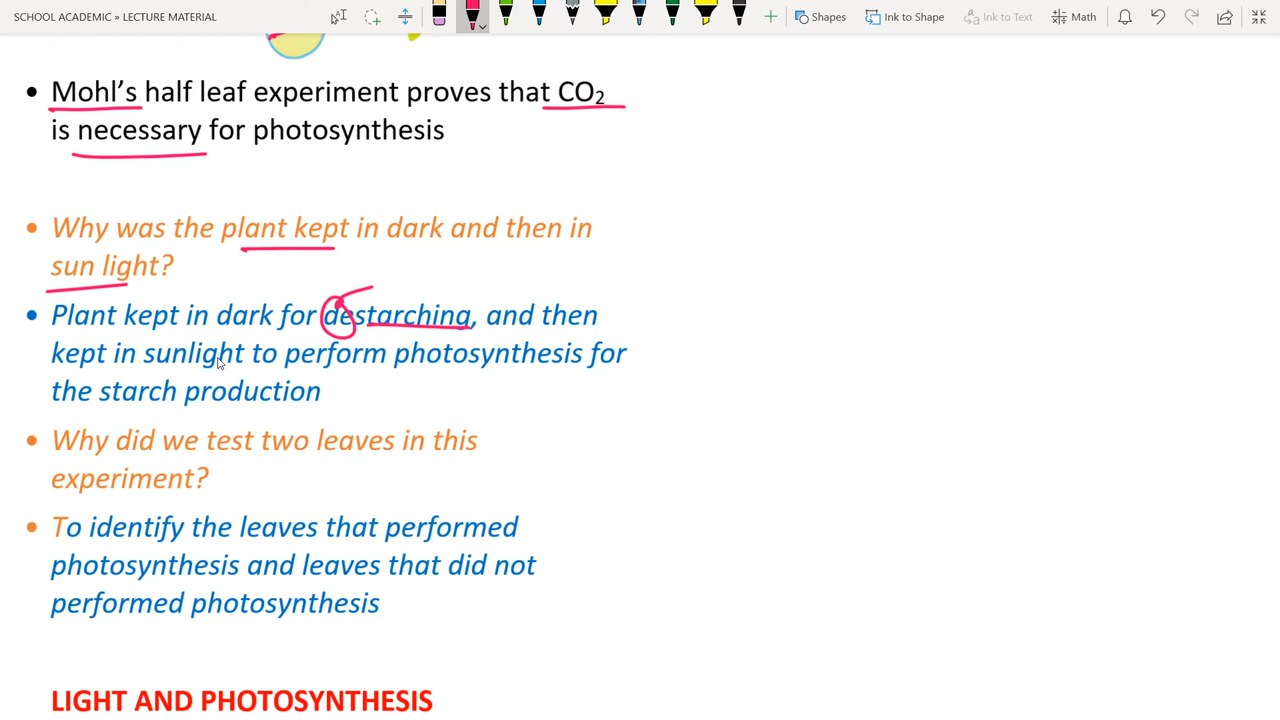 SCHOOL ACADEMIC » LECTURE MATERIAL
Shapes
Ink to Shape
Ink to Text
Math
• Mohl’s half leaf experiment proves that CO₂
is necessary for photosynthesis
• Why was the plant kept in dark and then in
sun light?
• Plant kept in dark for destarching, and then
kept in sunlight to perform photosynthesis for
the starch production
• Why did we test two leaves in this
experiment?
• To identify the leaves that performed
photosynthesis and leaves that did not
performed photosynthesis
LIGHT AND PHOTOSYNTHESIS